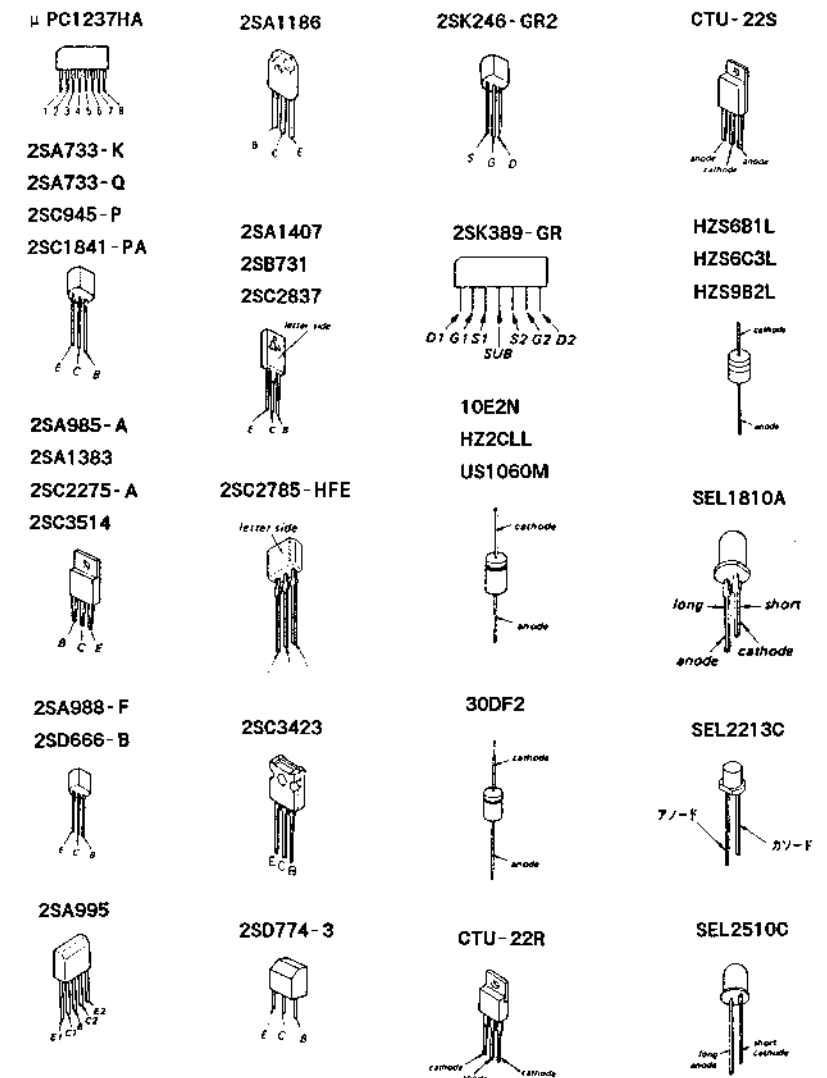 μ PC1237HA
1 2 3 4 5 6 7 8
2SA733-K
2SA733-Q
2SC945-P
2SC1841-PA
E C B
2SA985-A
2SA1383
2SC2275-A
2SC3514
B C E
2SA988-F
2SD666-B
E C B
2SA995
E1 C1 B C2 E2
2SA1186
B C E
2SA1407
2SB731
2SC2837
letter side
E C B
2SC2785-HFE
letter side
2SC3423
E C B
2SD774-3
E C B
2SK246-GR2
S G D
2SK389-GR
D1 G1 S1 SUB S2 G2 D2
10E2N
HZ2CLL
US1060M
cathode
anode
30DF2
cathode
anode
CTU-22R
cathode
cathode
CTU-22S
anode
cathode
anode
HZS6B1L
HZS6C3L
HZS9B2L
cathode
anode
SEL1810A
long
short
anode
cathode
SEL2213C
アノード
カソード
SEL2510C
long
anode
short
cathode